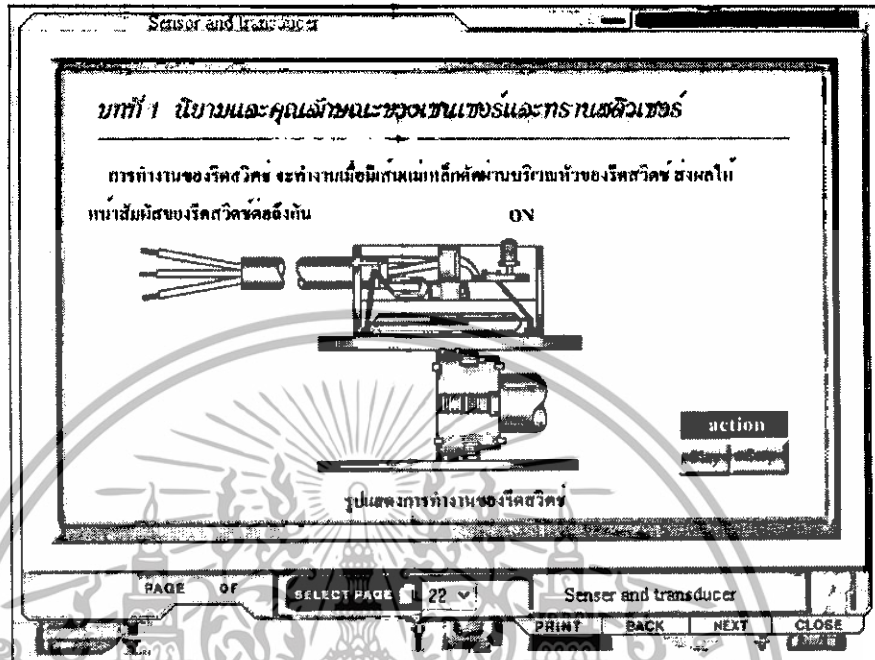 Sensor and transducer
บทที่ 1 นิยามและคุณลักษณะของเซนเซอร์และทรานสดิวเซอร์
การทำงานของรีดสวิตช์ จะทำงานเมื่อมีเส้นแม่เหล็กตัดผ่านบริเวณหัวของรีดสวิตช์ ส่งผลให้
หน้าสัมผัสของรีดสวิตช์ต่อถึงกัน
ON
action
รูปแสดงการทำงานของรีดสวิตช์
PAGE OF
SELECT PAGE
22
Senser and transducer
PRINT
BACK
NEXT
CLOSE